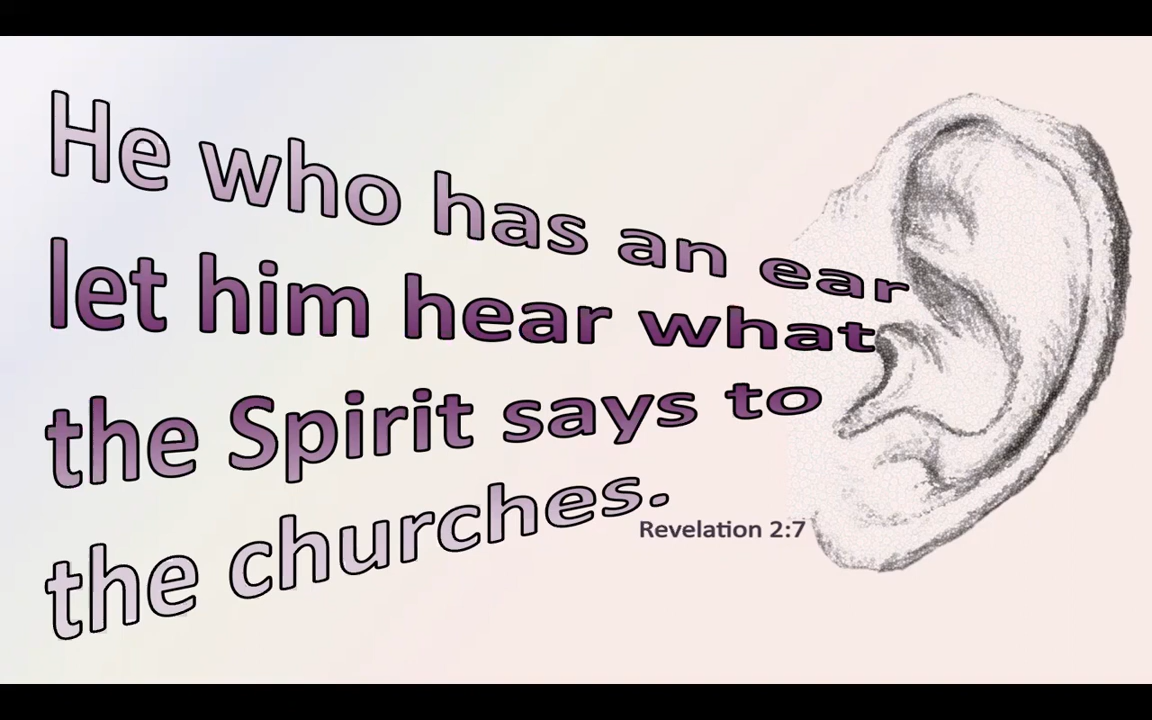 He who has an ear
let him hear what
the Spirit says to
the churches.
Revelation 2:7